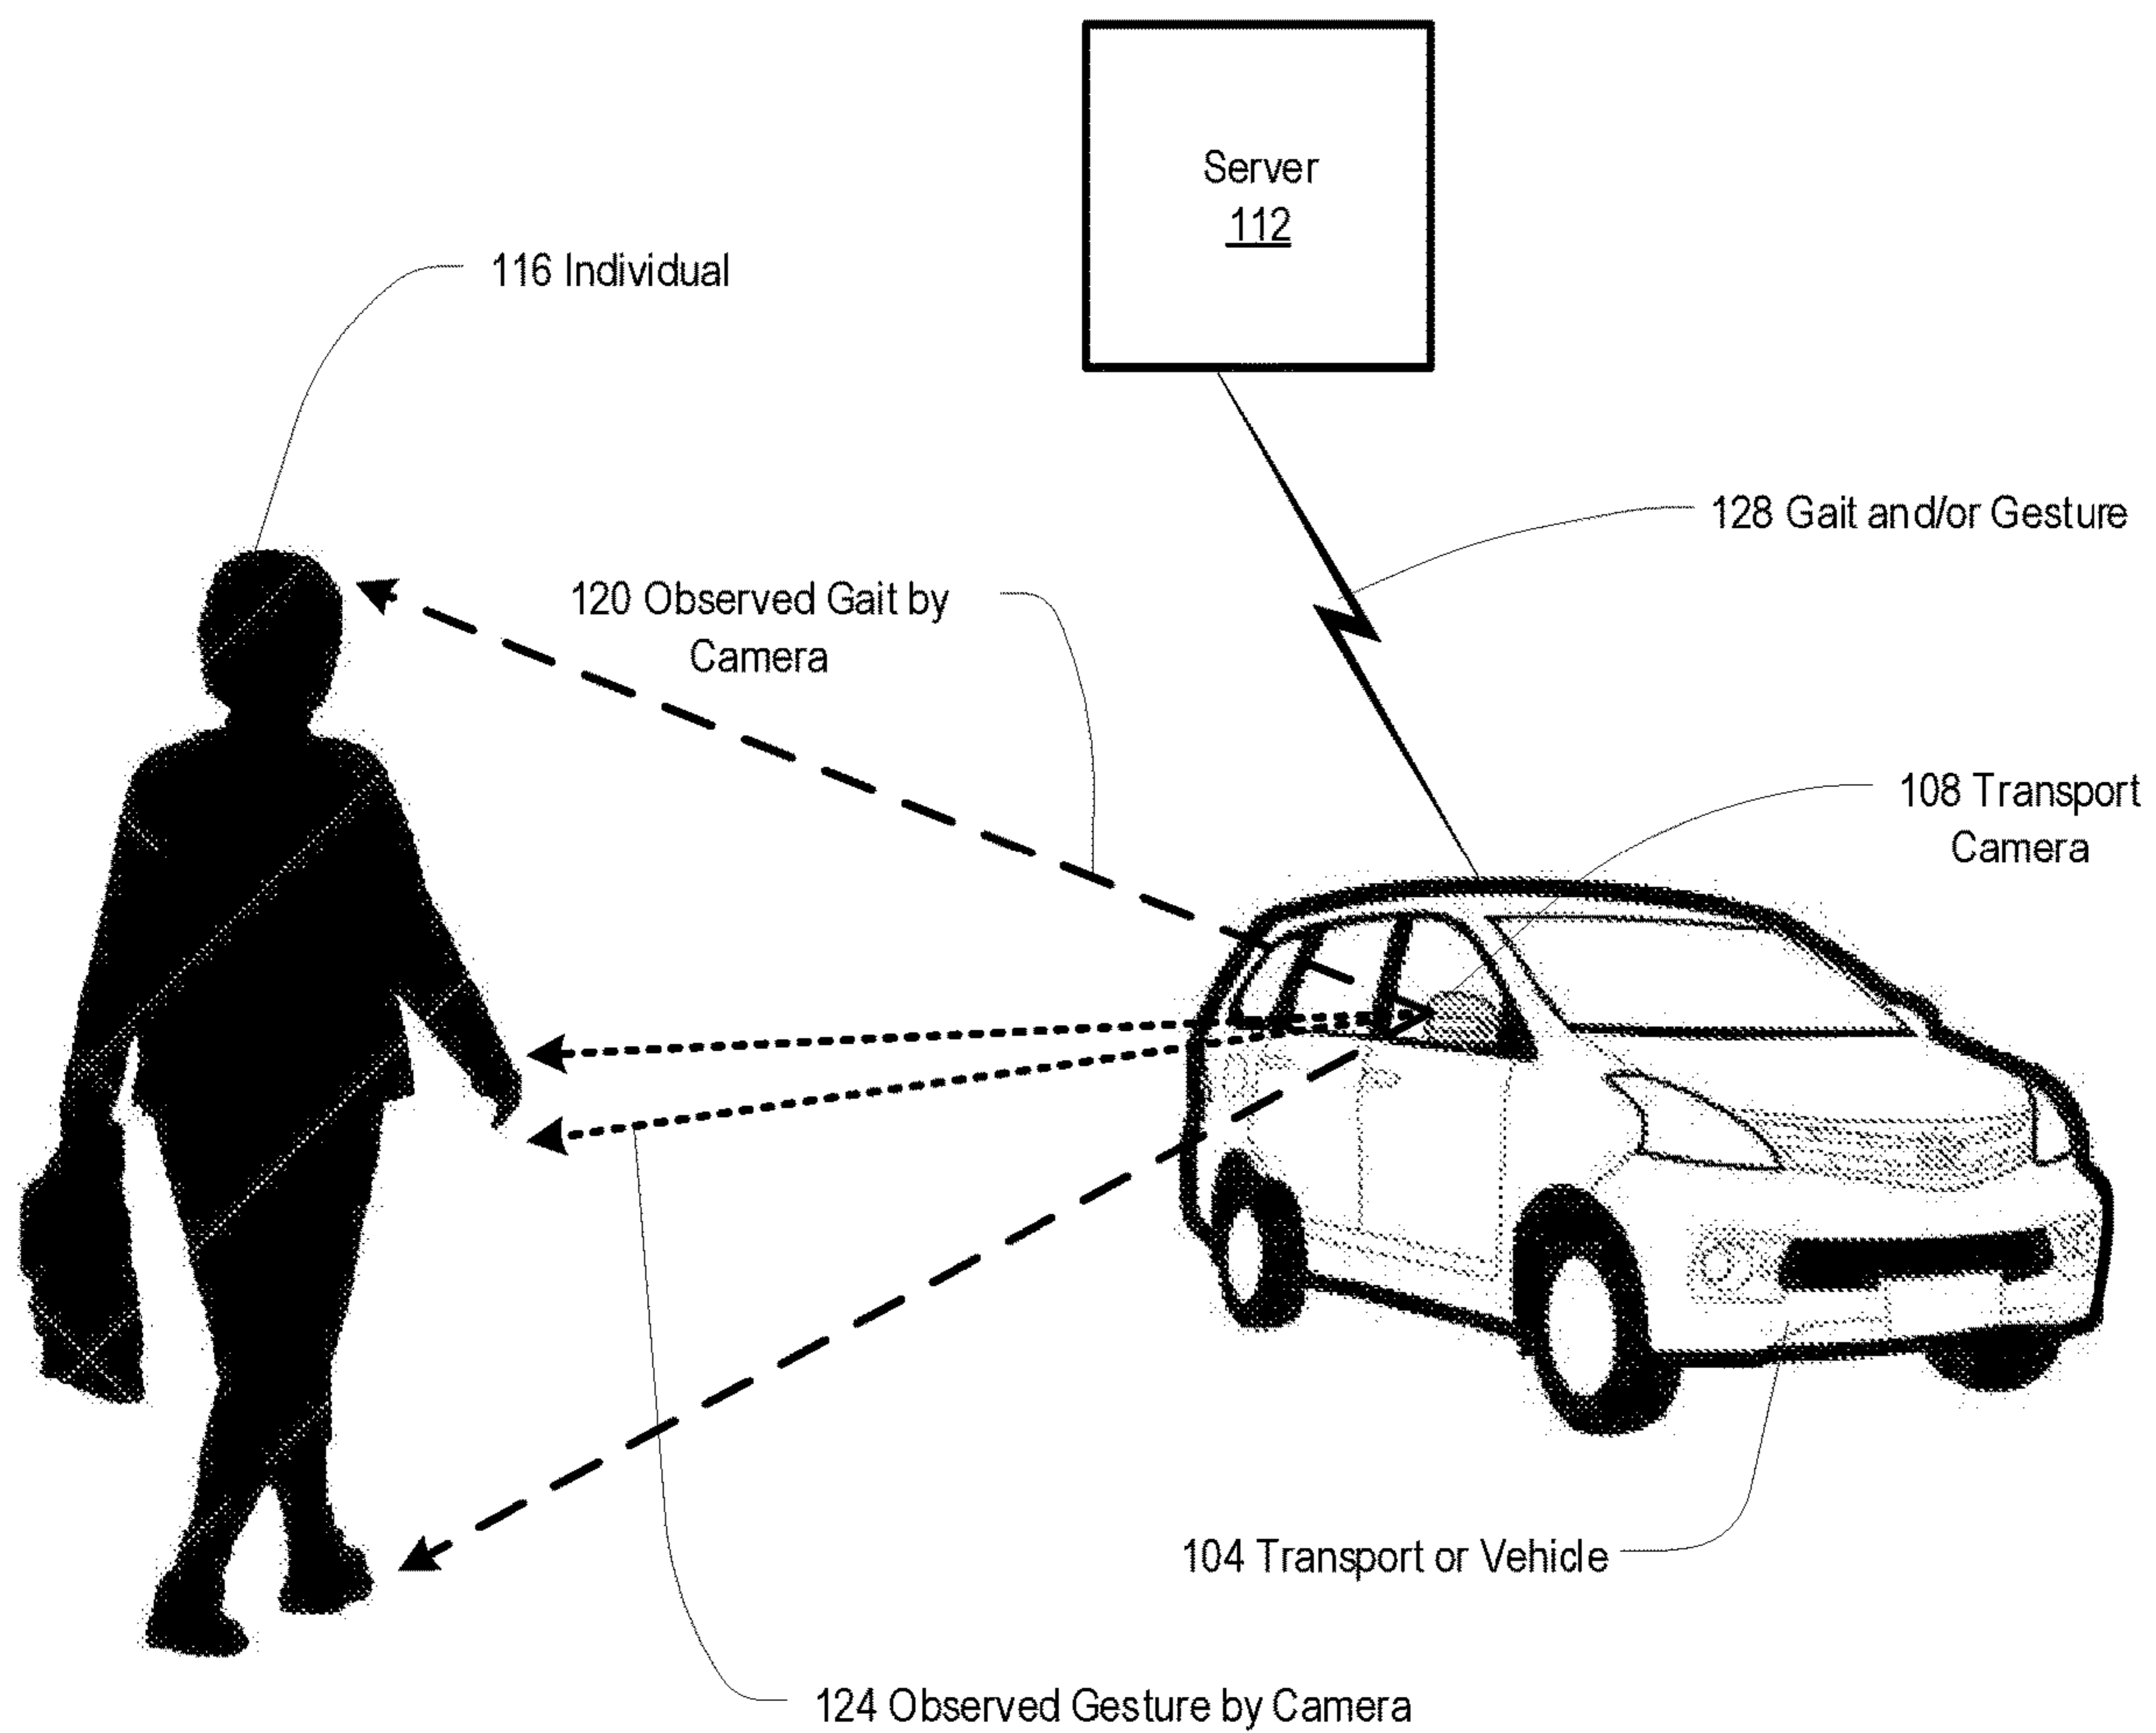 Server
112
116 Individual
128 Gait and/or Gesture
120 Observed Gait by
Camera
108 Transport
Camera
104 Transport or Vehicle
124 Observed Gesture by Camera